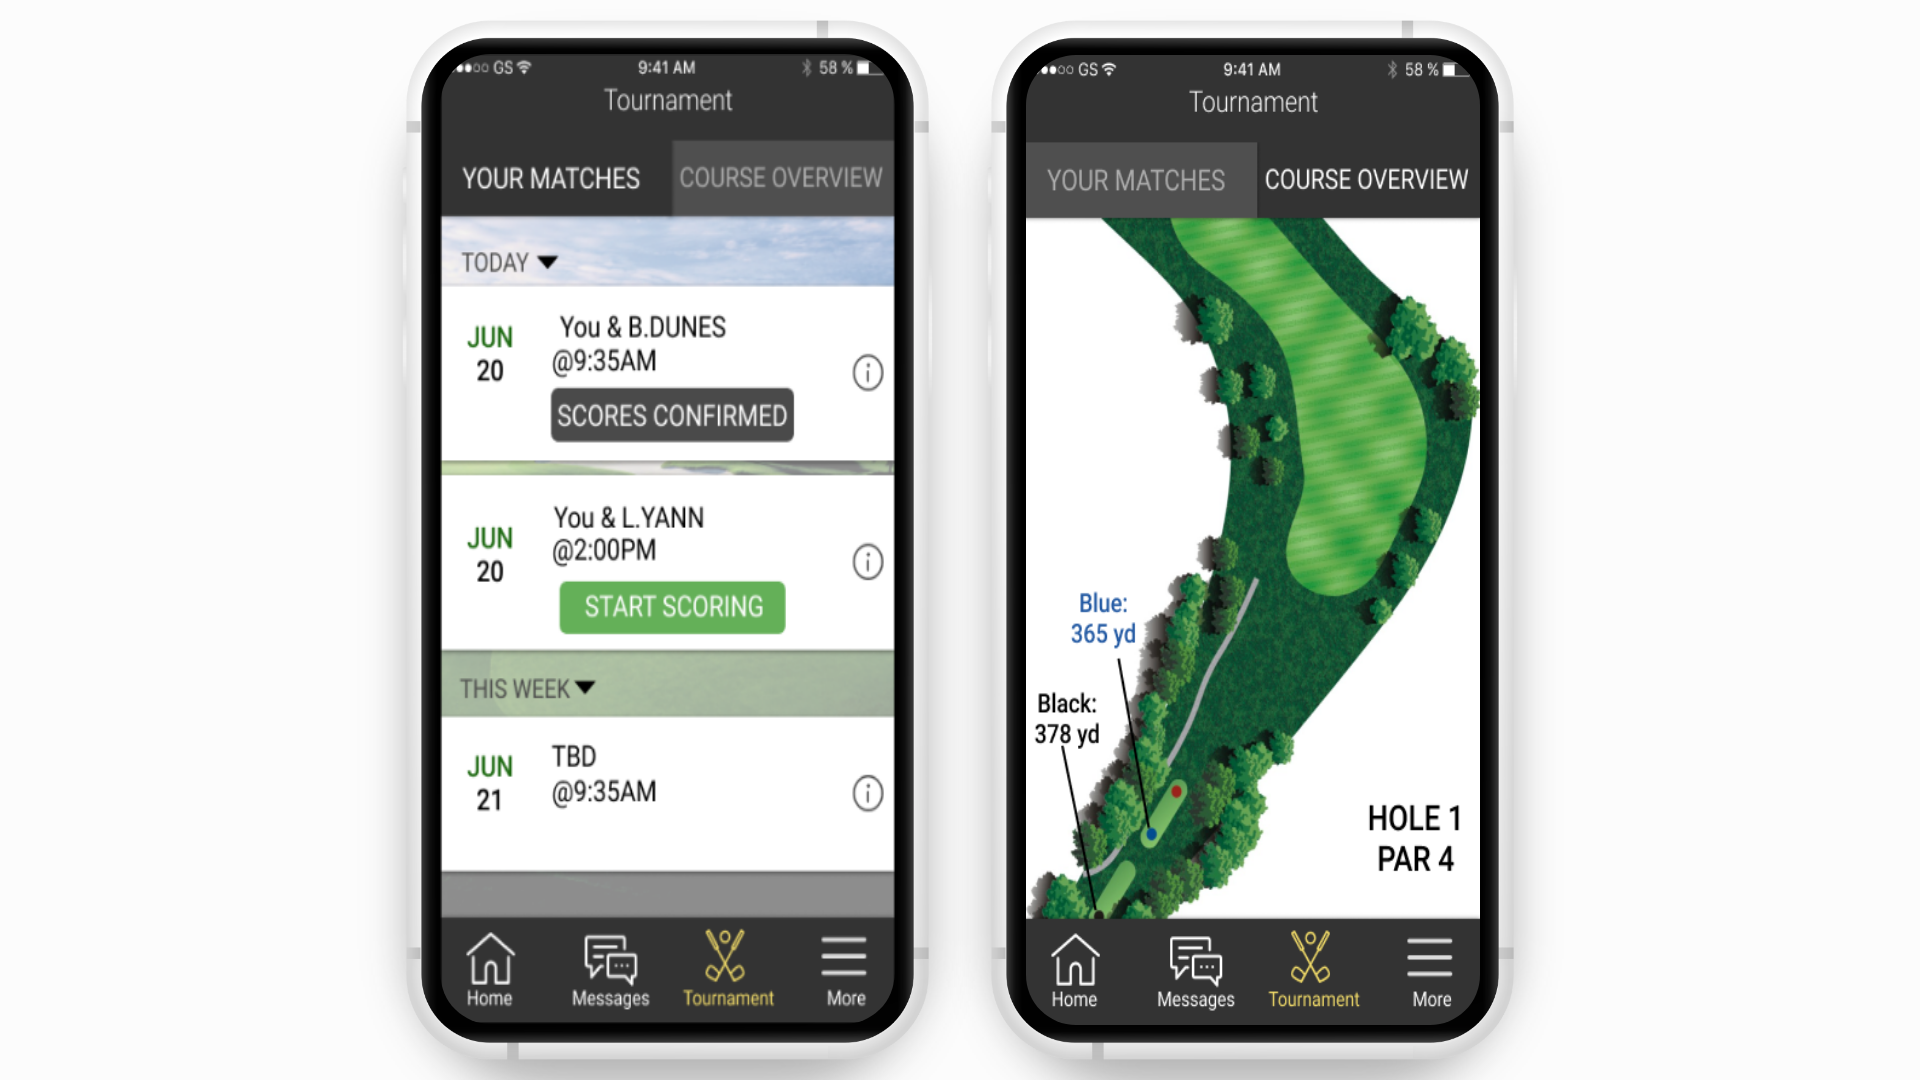 GS 9:41 AM 58 %
Tournament
YOUR MATCHES COURSE OVERVIEW
TODAY
JUN
20
You & B.DUNES
@9:35AM
SCORES CONFIRMED
JUN
20
You & L.YANN
@2:00PM
START SCORING
THIS WEEK
JUN
21
TBD
@9:35AM
Home Messages Tournament More
GS 9:41 AM 58 %
Tournament
YOUR MATCHES COURSE OVERVIEW
Blue:
365 yd
Black:
378 yd
HOLE 1
PAR 4
Home Messages Tournament More